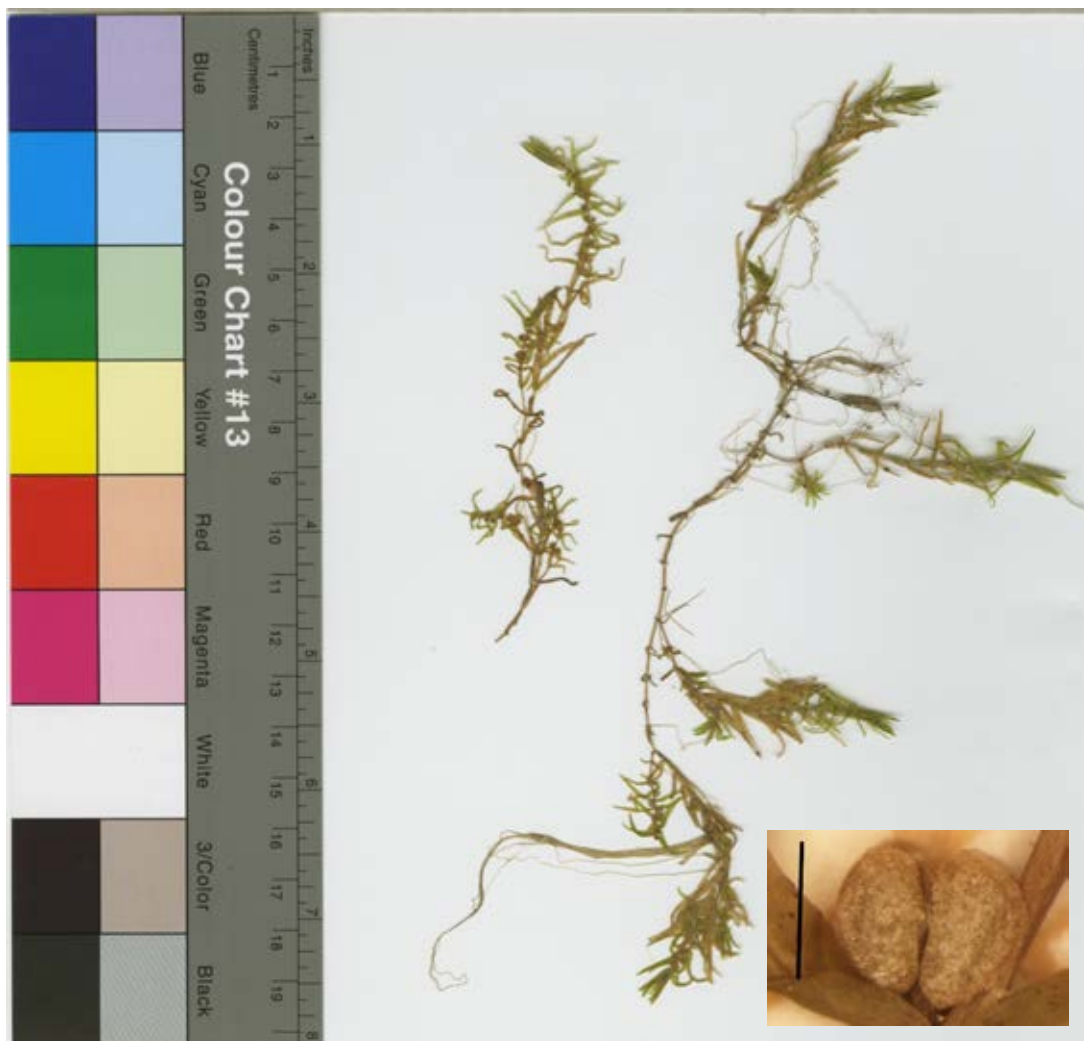 Inches
1 2 3 4 5 6 7 8
Centimetres
1 2 3 4 5 6 7 8 9 10 11 12 13 14 15 16 17 18 19
Colour Chart #13
Blue
Cyan
Green
Yellow
Red
Magenta
White
3/Color
Black